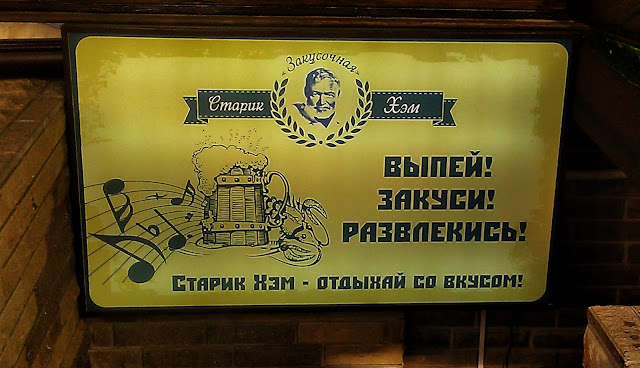 Закусочная
Старик Хэм
ВЫПЕЙ!
ЗАКУСИ!
РАЗВЛЕКИСЬ!
Старик Хэм - отдыхай со вкусом!